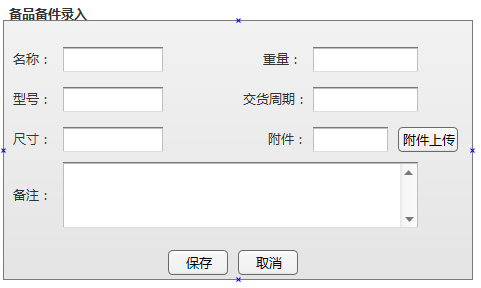 备品备件录入
名称： 重量：
型号： 交货周期：
尺寸： 附件： 附件上传
备注：
保存 取消